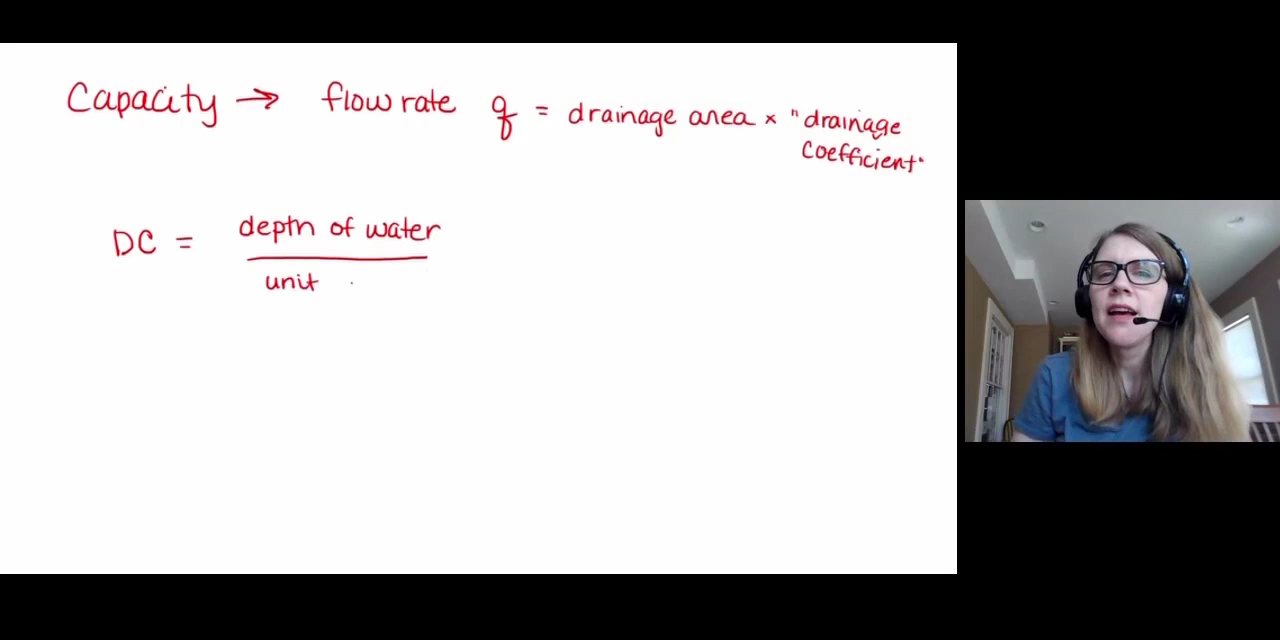 Capacity → flow rate q = drainage area × "drainage
coefficient"
DC = depth of water
unit